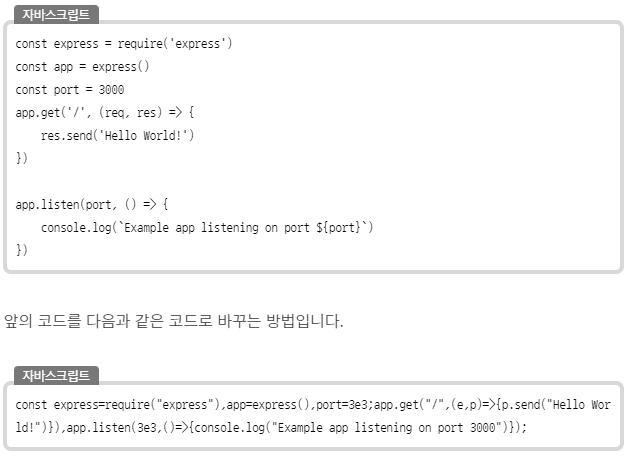 자바스크립트
const express = require('express')
const app = express()
const port = 3000
app.get('/', (req, res) => {
    res.send('Hello World!')
})

app.listen(port, () => {
    console.log(`Example app listening on port ${port}`)
})
앞의 코드를 다음과 같은 코드로 바꾸는 방법입니다.
자바스크립트
const express=require("express"),app=express(),port=3e3;app.get("/",(e,p)=>{p.send("Hello Wor
ld!")}),app.listen(3e3,()=>{console.log("Example app listening on port 3000")});